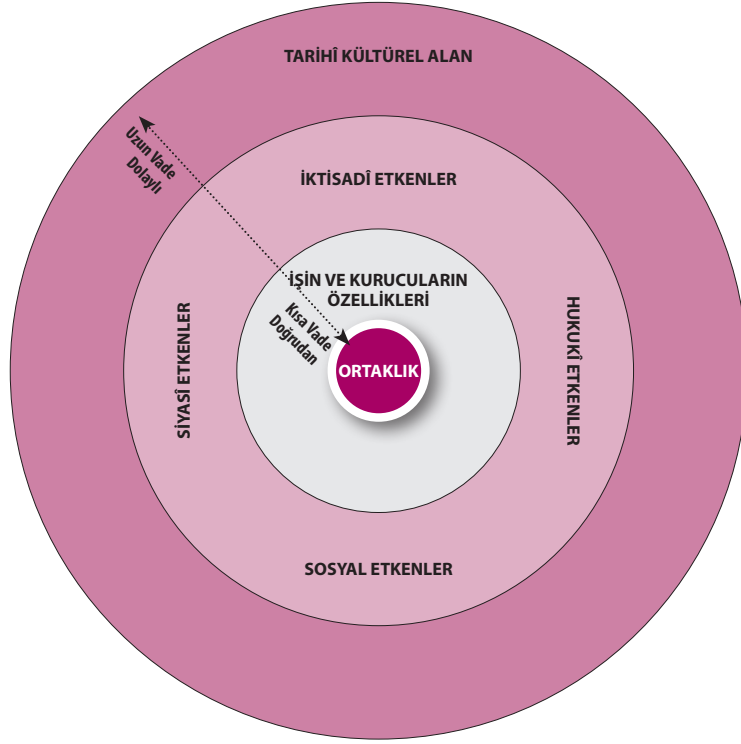 TARİHÎ KÜLTÜREL ALAN
Uzun Vade
Dolaylı
İKTİSADÎ ETKENLER
İŞİN VE KURUCULARIN
ÖZELLİKLERİ
Kısa Vade
Doğrudan
ORTAKLIK
SİYASÎ ETKENLER
HUKUKÎ ETKENLER
SOSYAL ETKENLER